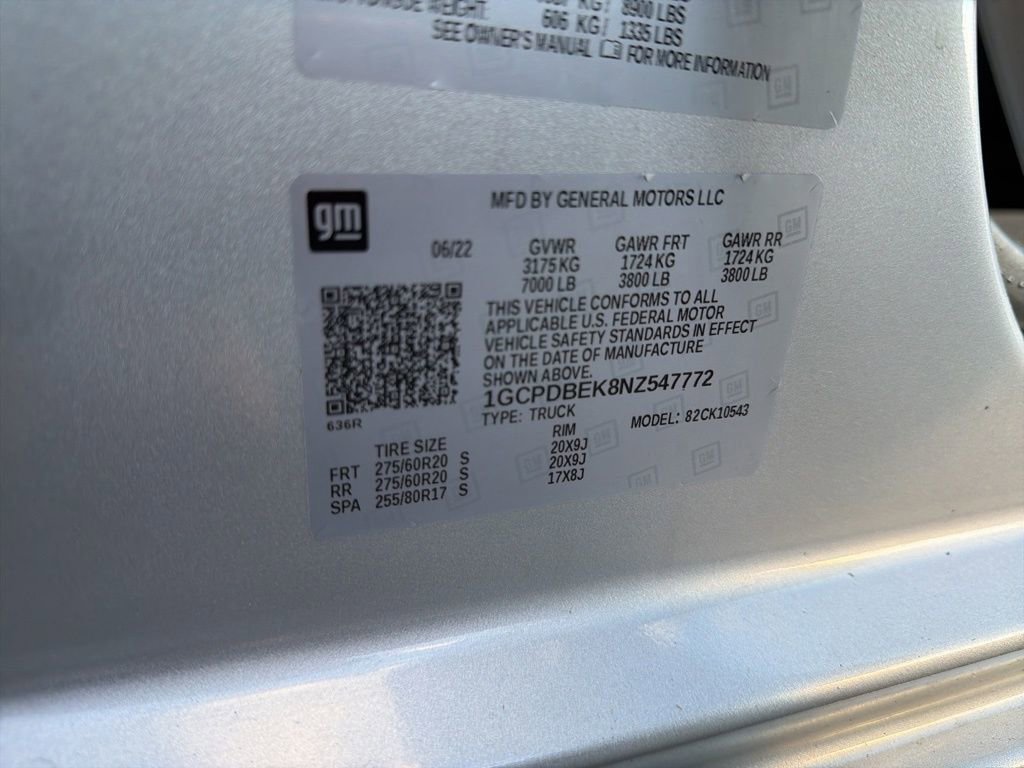 KG/ 8900 LBS
WEIGHT: 606 KG/ 1335 LBS
SEE OWNER'S MANUAL FOR MORE INFORMATION
gm
MFD BY GENERAL MOTORS LLC
06/22 GVWR GAWR FRT GAWR RR
3175 KG 1724 KG 1724 KG
7000 LB 3800 LB 3800 LB
THIS VEHICLE CONFORMS TO ALL
APPLICABLE U.S. FEDERAL MOTOR
VEHICLE SAFETY STANDARDS IN EFFECT
ON THE DATE OF MANUFACTURE
SHOWN ABOVE.
1GCPDBEK8NZ547772
TYPE: TRUCK MODEL: 82CK10543
636R
TIRE SIZE RIM
FRT 275/60R20 S 20X9J
RR 275/60R20 S 20X9J
SPA 255/80R17 S 17X8J